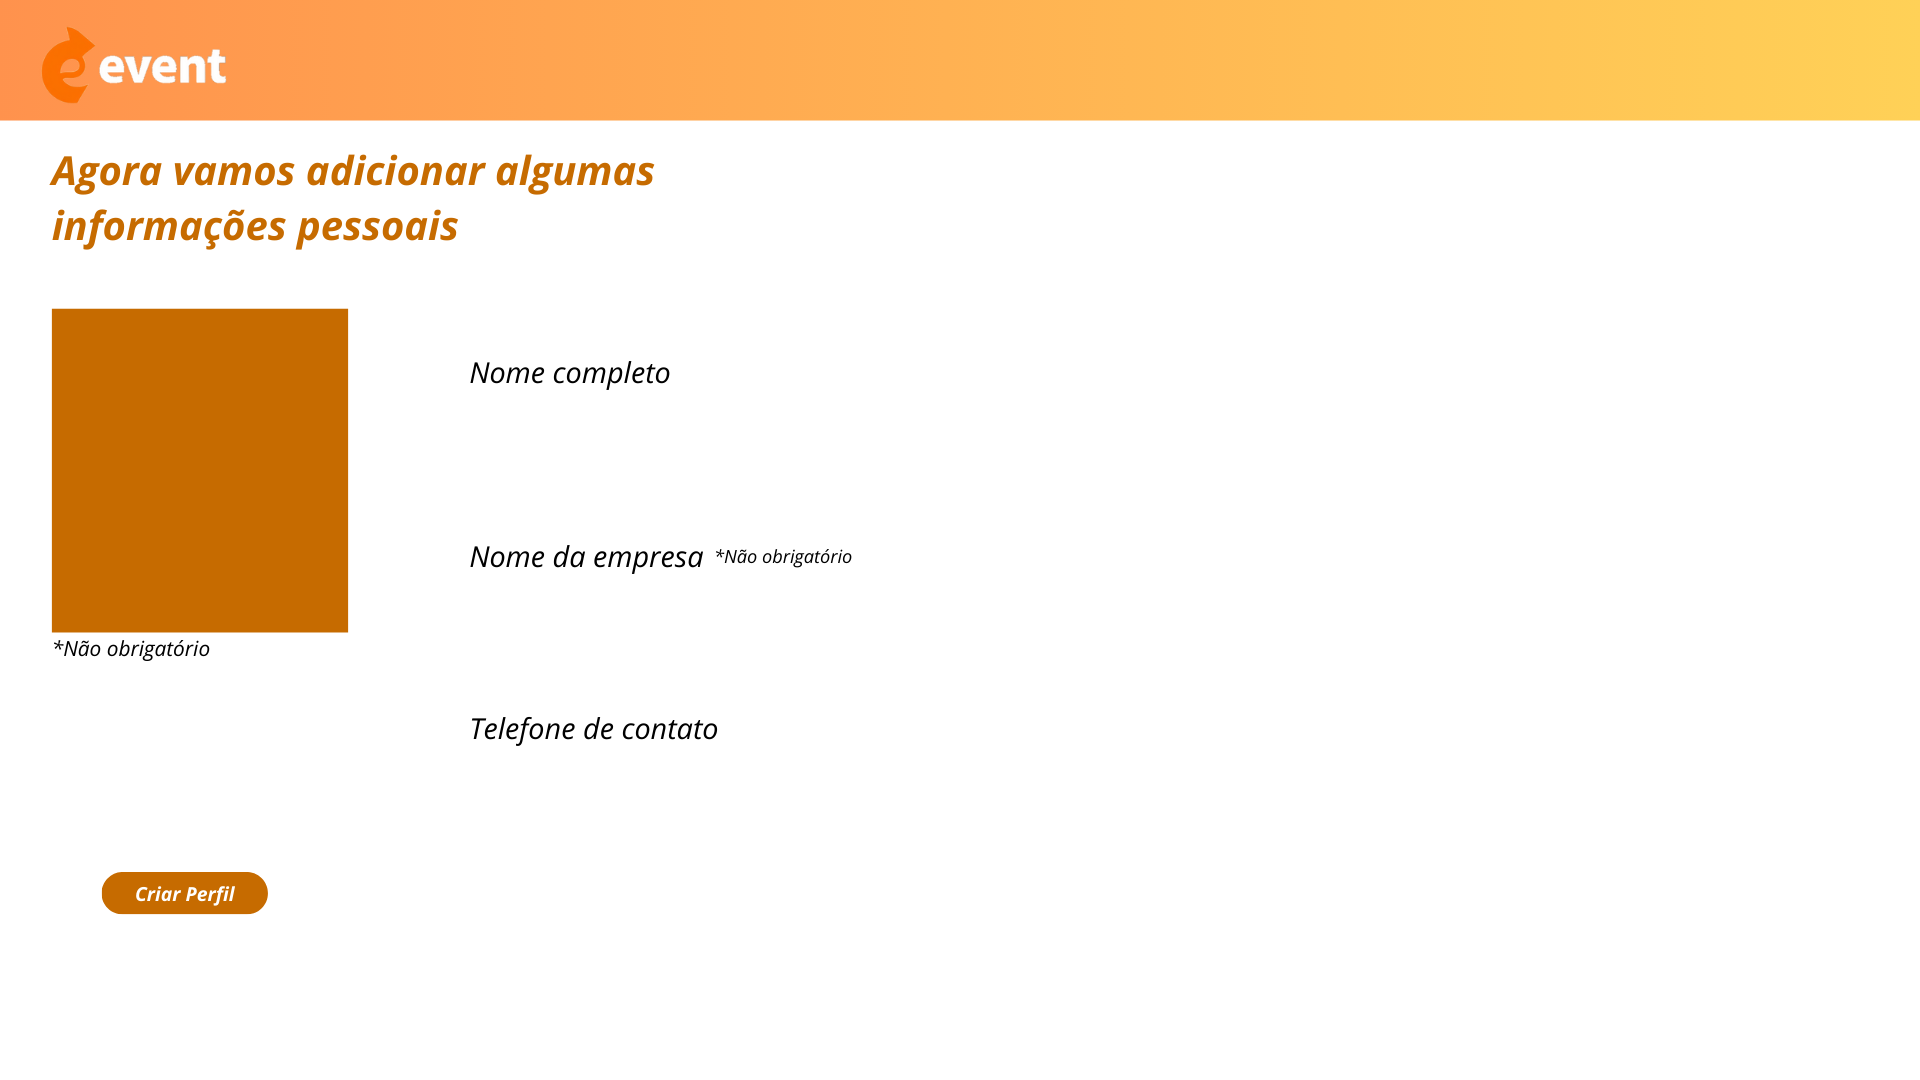 event
Agora vamos adicionar algumas
informações pessoais
Nome completo
Nome da empresa *Não obrigatório
*Não obrigatório
Telefone de contato
Criar Perfil